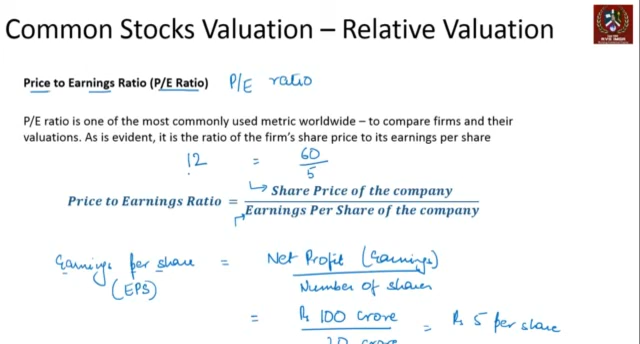 Common Stocks Valuation – Relative Valuation
Price to Earnings Ratio (P/E Ratio) P/E ratio
P/E ratio is one of the most commonly used metric worldwide – to compare firms and their
valuations. As is evident, it is the ratio of the firm's share price to its earnings per share
12 = 60
5
Price to Earnings Ratio = Share Price of the company
Earnings Per Share of the company
Earnings per share = Net Profit (Earnings)
(EPS) Number of shares
= Rs 100 crore = Rs 5 per share
20 crore